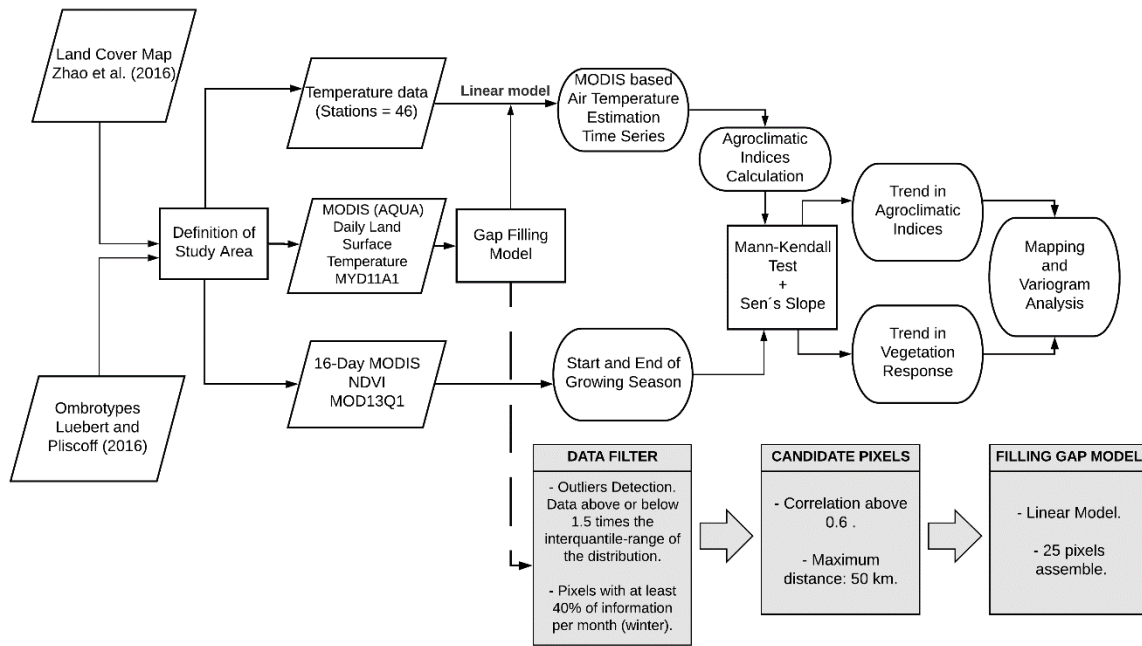 Land Cover Map
Zhao et al. (2016)
Temperature data
(Stations = 46)
Linear model
MODIS based
Air Temperature
Estimation
Time Series
Agroclimatic
Indices
Calculation
Definition of
Study Area
MODIS (AQUA)
Daily Land
Surface
Temperature
MYD11A1
Gap Filling
Model
Mann-Kendall
Test
+
Sen´s Slope
Trend in
Agroclimatic
Indices
Mapping
and
Variogram
Analysis
Ombrotypes
Luebert and
Pliscoff (2016)
16-Day MODIS
NDVI
MOD13Q1
Start and End of
Growing Season
Trend in
Vegetation
Response
DATA FILTER
- Outliers Detection.
Data above or below
1.5 times the
interquantile-range of
the distribution.
- Pixels with at least
40% of information
per month (winter).
CANDIDATE PIXELS
- Correlation above
0.6 .
- Maximum
distance: 50 km.
FILLING GAP MODEL
- Linear Model.
- 25 pixels
assemble.